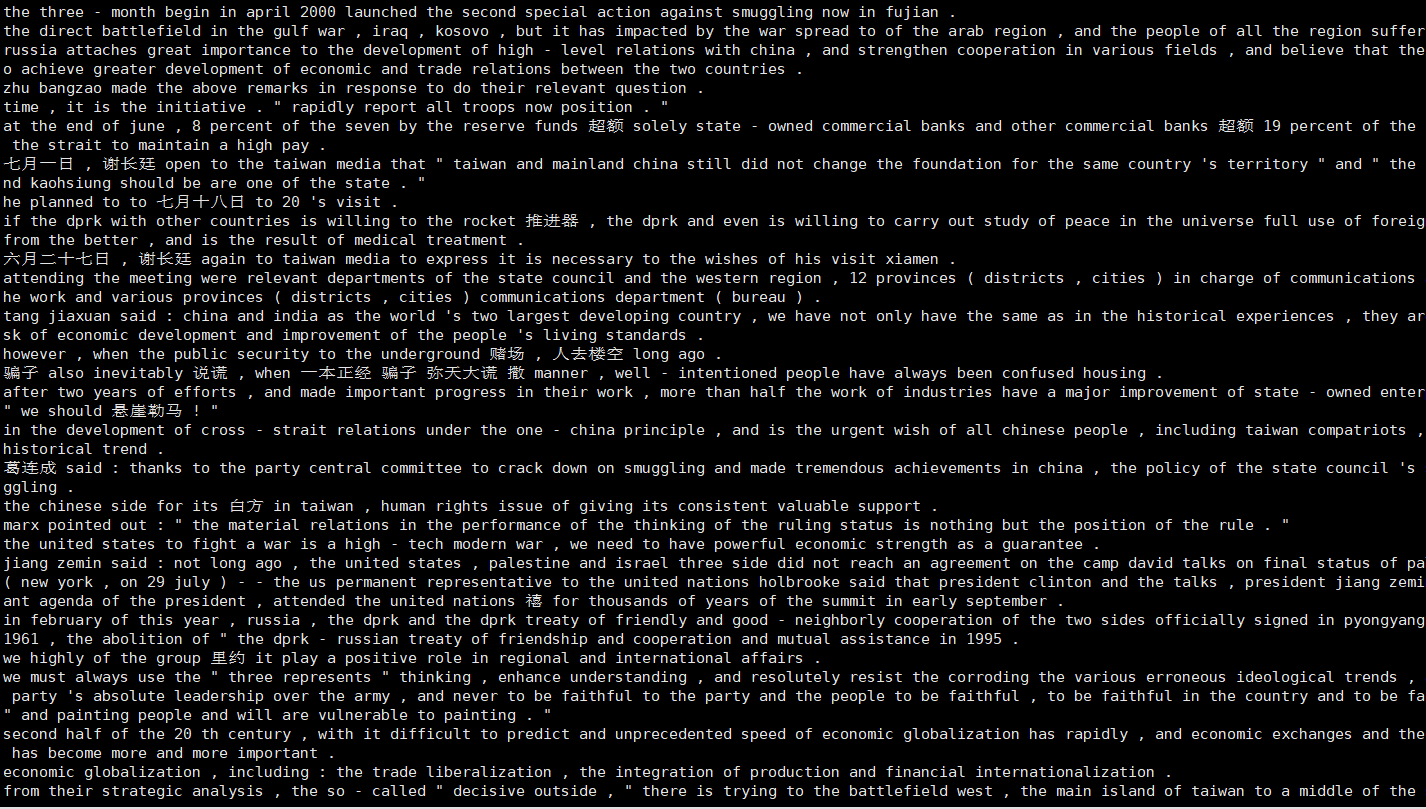 the three - month begin in april 2000 launched the second special action against smuggling now in fujian .
the direct battlefield in the gulf war , iraq , kosovo , but it has impacted by the war spread to of the arab region , and the people of all the region suffer
russia attaches great importance to the development of high - level relations with china , and strengthen cooperation in various fields , and believe that the
o achieve greater development of economic and trade relations between the two countries .
zhu bangzao made the above remarks in response to do their relevant question .
time , it is the initiative . " rapidly report all troops now position . "
at the end of june , 8 percent of the seven by the reserve funds 超额 solely state - owned commercial banks and other commercial banks 超额 19 percent of the
the strait to maintain a high pay .
七月一日 , 谢长廷 open to the taiwan media that " taiwan and mainland china still did not change the foundation for the same country 's territory " and " the
nd kaohsiung should be are one of the state . "
he planned to to 七月十八日 to 20 's visit .
if the dprk with other countries is willing to the rocket 推进器 , the dprk and even is willing to carry out study of peace in the universe full use of foreig
from the better , and is the result of medical treatment .
六月二十七日 , 谢长廷 again to taiwan media to express it is necessary to the wishes of his visit xiamen .
attending the meeting were relevant departments of the state council and the western region , 12 provinces ( districts , cities ) in charge of communications
he work and various provinces ( districts , cities ) communications department ( bureau ) .
tang jiaxuan said : china and india as the world 's two largest developing country , we have not only have the same as in the historical experiences , they ar
sk of economic development and improvement of the people 's living standards .
however , when the public security to the underground 赌场 , 人去楼空 long ago .
骗子 also inevitably 说谎 , when 一本正经 骗子 弥天大谎 撒 manner , well - intentioned people have always been confused housing .
after two years of efforts , and made important progress in their work , more than half the work of industries have a major improvement of state - owned enter
" we should 悬崖勒马 ! "
in the development of cross - strait relations under the one - china principle , and is the urgent wish of all chinese people , including taiwan compatriots ,
historical trend .
葛连成 said : thanks to the party central committee to crack down on smuggling and made tremendous achievements in china , the policy of the state council 's
ggling .
the chinese side for its 白方 in taiwan , human rights issue of giving its consistent valuable support .
marx pointed out : " the material relations in the performance of the thinking of the ruling status is nothing but the position of the rule . "
the united states to fight a war is a high - tech modern war , we need to have powerful economic strength as a guarantee .
jiang zemin said : not long ago , the united states , palestine and israel three side did not reach an agreement on the camp david talks on final status of pa
( new york , on 29 july ) - - the us permanent representative to the united nations holbrooke said that president clinton and the talks , president jiang zemi
ant agenda of the president , attended the united nations 禧 for thousands of years of the summit in early september .
in february of this year , russia , the dprk and the dprk treaty of friendly and good - neighborly cooperation of the two sides officially signed in pyongyang
1961 , the abolition of " the dprk - russian treaty of friendship and cooperation and mutual assistance in 1995 .
we highly of the group 里约 it play a positive role in regional and international affairs .
we must always use the " three represents " thinking , enhance understanding , and resolutely resist the corroding the various erroneous ideological trends ,
party 's absolute leadership over the army , and never to be faithful to the party and the people to be faithful , to be faithful in the country and to be fa
" and painting people and will are vulnerable to painting . "
second half of the 20 th century , with it difficult to predict and unprecedented speed of economic globalization has rapidly , and economic exchanges and the
has become more and more important .
economic globalization , including : the trade liberalization , the integration of production and financial internationalization .
from their strategic analysis , the so - called " decisive outside , " there is trying to the battlefield west , the main island of taiwan to a middle of the